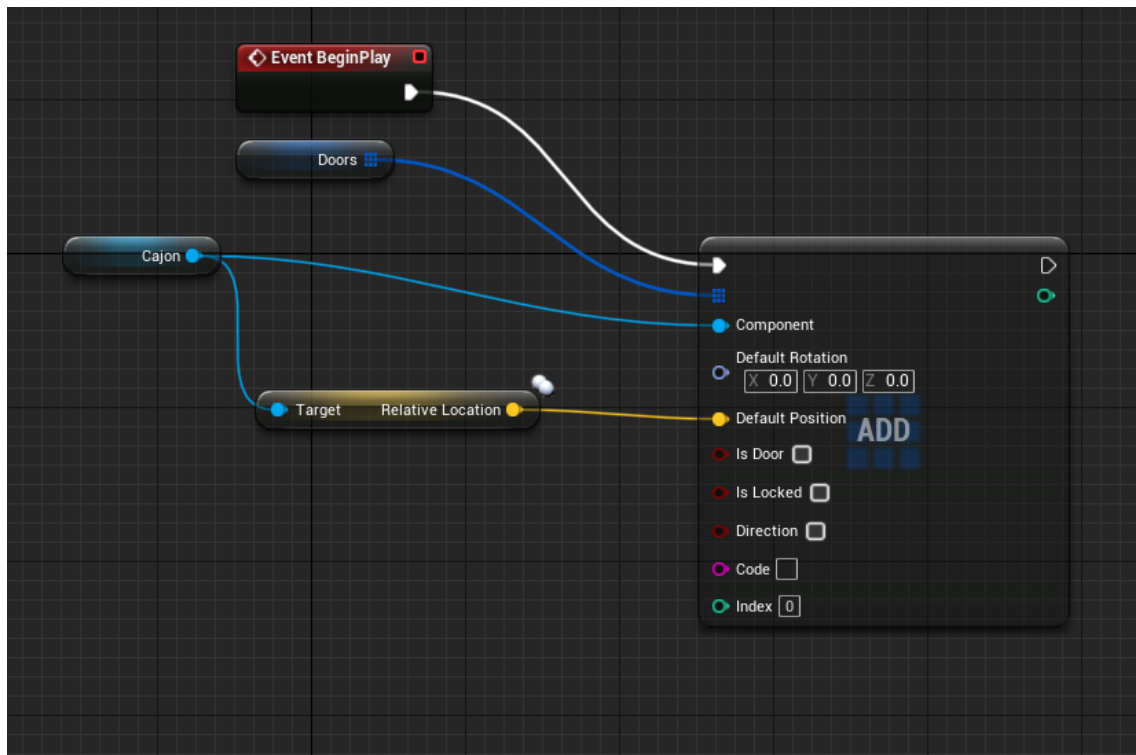 Event BeginPlay
Doors
Cajon
Component
Default Rotation
X 0.0 Y 0.0 Z 0.0
Target Relative Location
Default Position
ADD
Is Door
Is Locked
Direction
Code
Index 0